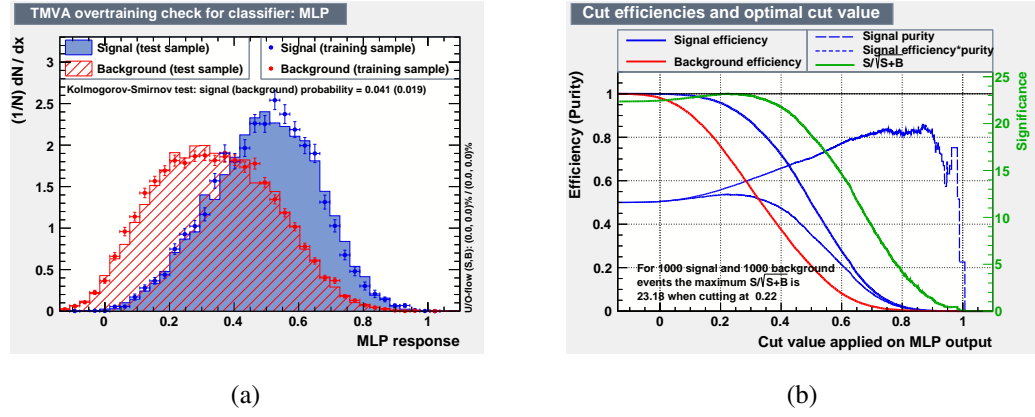 TMVA overtraining check for classifier: MLP
(1/N) dN / dx
Signal (test sample)
Background (test sample)
Signal (training sample)
Background (training sample)
Kolmogorov-Smirnov test: signal (background) probability = 0.041 (0.019)
3
2.5
2
1.5
1
0.5
0
0 0.2 0.4 0.6 0.8 1
MLP response
U/O-flow (S,B): (0.0, 0.0)% / (0.0, 0.0)%
(a)
Cut efficiencies and optimal cut value
Signal efficiency
Background efficiency
Signal purity
Signal efficiency*purity
S/√S+B
Efficiency (Purity)
1
0.8
0.6
0.4
0.2
0
For 1000 signal and 1000 background
events the maximum S/√S+B is
23.18 when cutting at 0.22
0 0.2 0.4 0.6 0.8 1
Cut value applied on MLP output
25
20
15
10
5
0
Significance
(b)